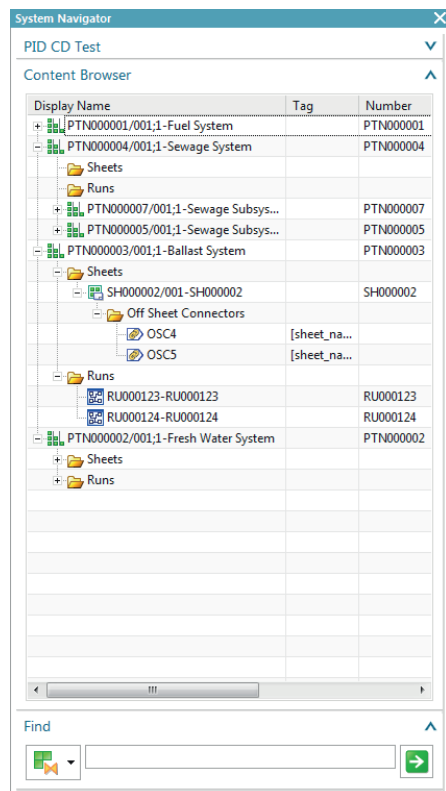 System Navigator
PID CD Test
Content Browser
Display Name Tag Number
PTN000001/001;1-Fuel System PTN000001
PTN000004/001;1-Sewage System PTN000004
Sheets
Runs
PTN000007/001;1-Sewage Subsys... PTN000007
PTN000005/001;1-Sewage Subsys... PTN000005
PTN000003/001;1-Ballast System PTN000003
Sheets
SH000002/001-SH000002 SH000002
Off Sheet Connectors
OSC4 [sheet_na...
OSC5 [sheet_na...
Runs
RU000123-RU000123 RU000123
RU000124-RU000124 RU000124
PTN000002/001;1-Fresh Water System PTN000002
Sheets
Runs
Find